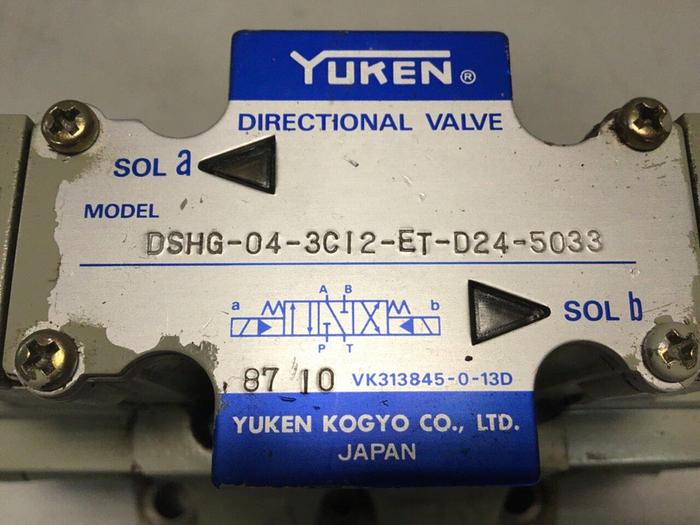 YUKEN®
DIRECTIONAL VALVE
SOL a
MODEL
DSHG-04-3C12-ET-D24-5033
A B
a b
P T
SOL b
87 10 VK313845-0-13D
YUKEN KOGYO CO., LTD.
JAPAN